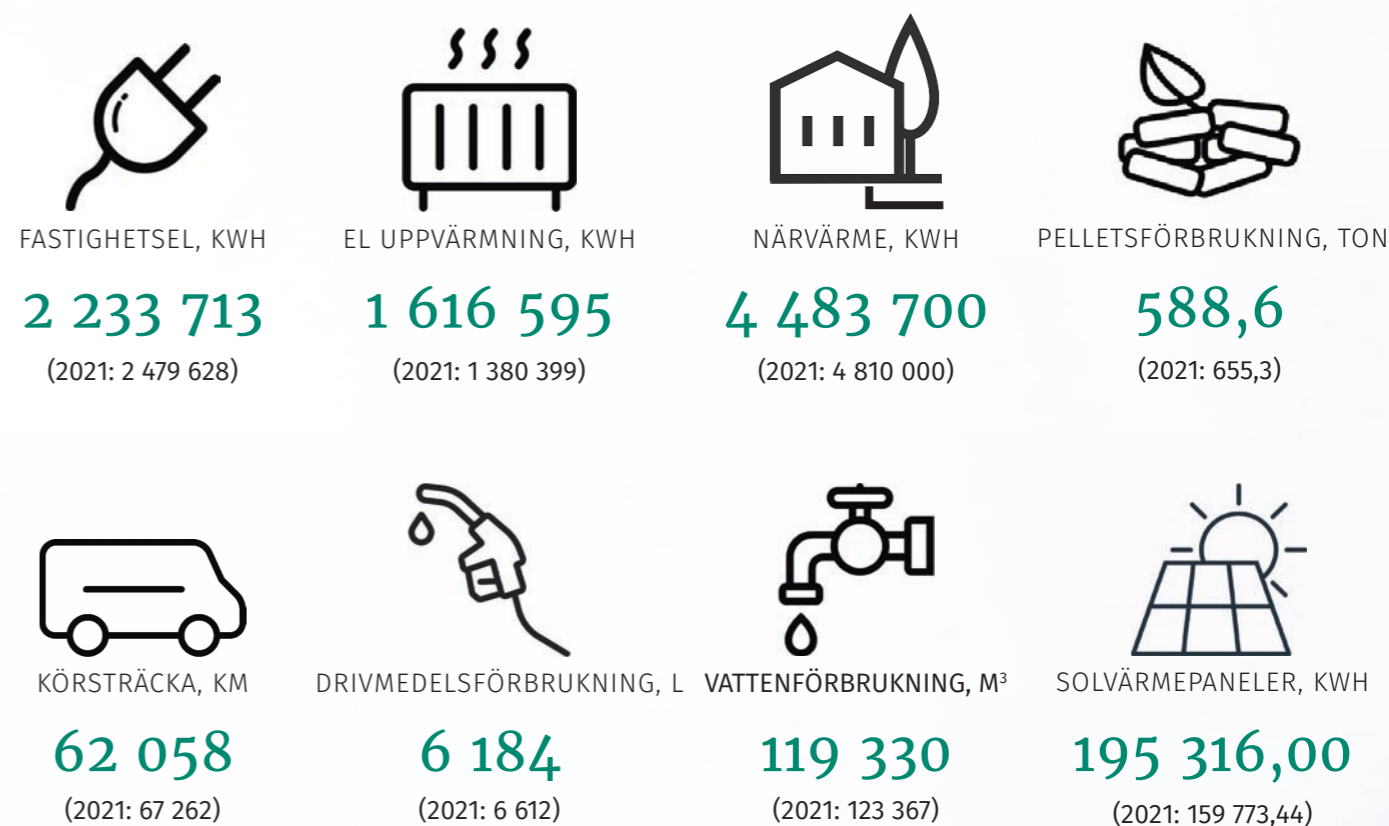 FASTIGHETSEL, KWH
2 233 713
(2021: 2 479 628)
EL UPPVÄRMNING, KWH
1 616 595
(2021: 1 380 399)
NÄRVÄRME, KWH
4 483 700
(2021: 4 810 000)
PELLETSFÖRBRUKNING, TON
588,6
(2021: 655,3)
KÖRSTRÄCKA, KM
62 058
(2021: 67 262)
DRIVMEDELSFÖRBRUKNING, L
6 184
(2021: 6 612)
VATTENFÖRBRUKNING, M³
119 330
(2021: 123 367)
SOLVÄRMEPANELER, KWH
195 316,00
(2021: 159 773,44)